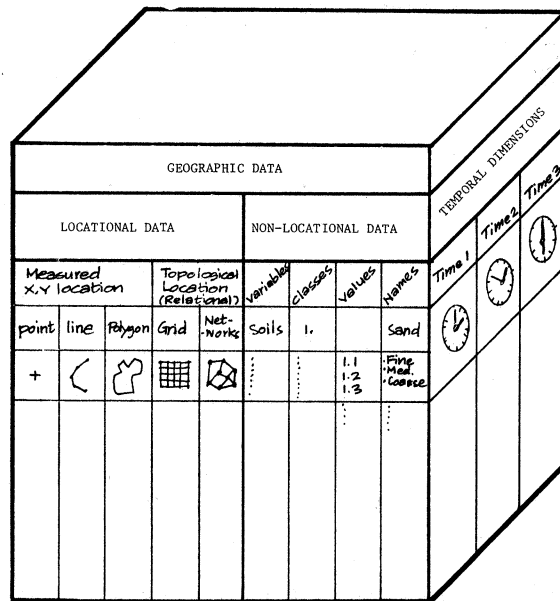 GEOGRAPHIC DATA
TEMPORAL DIMENSIONS
LOCATIONAL DATA
NON-LOCATIONAL DATA
Measured
X,Y location
Topological
Location
(Relational)
variables
classes
values
Names
Time 1
Time 2
Time 3
point
line
Polygon
Grid
Net-
-works
Soils
1.
Sand
1.1
1.2
1.3
·Fine
·Med.
·Coarse